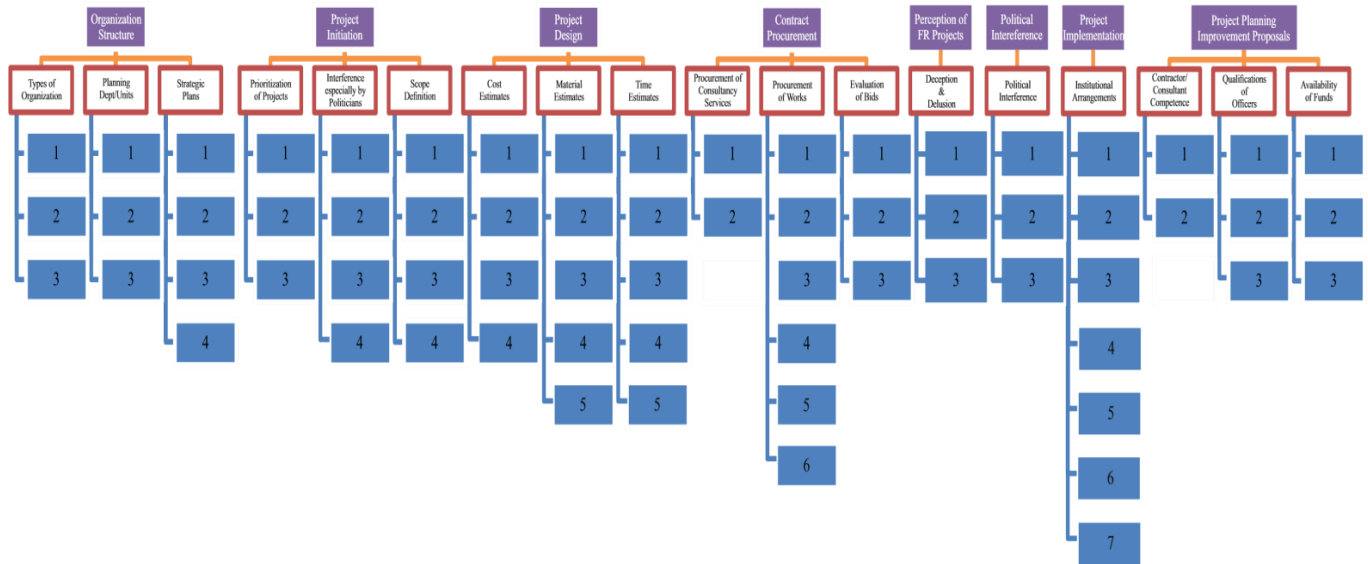 Organization
Structure
Project
Initiation
Project
Design
Contract
Procurement
Perception of
FR Projects
Political
Intereference
Project
Implementation
Project Planning
Improvement Proposals
Types of
Organization
Planning
Dept/Units
Strategic
Plans
Prioritization
of Projects
Interference
especially by
Politicians
Scope
Definition
Cost
Estimates
Material
Estimates
Time
Estimates
Procurement of
Consultancy
Services
Procurement
of Works
Evaluation
of Bids
Deception
&
Delusion
Political
Interference
Institutional
Arrangements
Contractor/
Consultant
Competence
Qualifications
of
Officers
Availability
of Funds
1 1 1 1 1 1 1 1 1 1 1 1 1 1 1 1 1 1
2 2 2 2 2 2 2 2 2 2 2 2 2 2 2 2 2 2
3 3 3 3 3 3 3 3 3 3 3 3 3 3 3 3
4 4 4 4 4 4 4 4
5 5 5 5
6 6
7